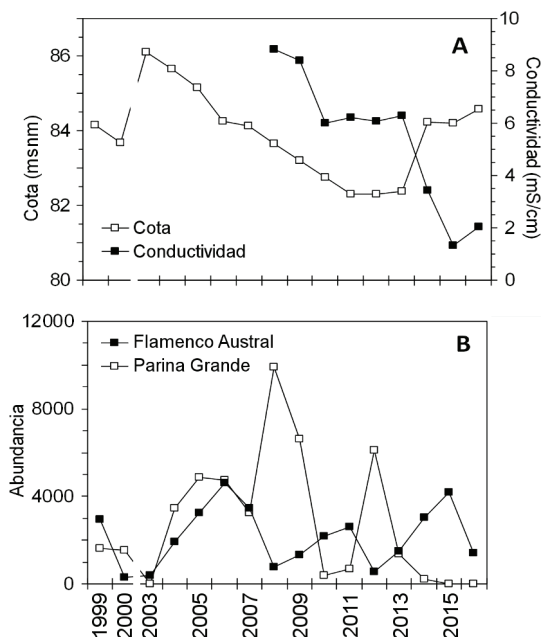 A
86
84
82
80
Cota (msnm)
10
8
6
4
2
0
Conductividad (mS/cm)
Cota
Conductividad
B
12000
8000
4000
0
Abundancia
Flamenco Austral
Parina Grande
1999
2000
2003
2005
2007
2009
2011
2013
2015